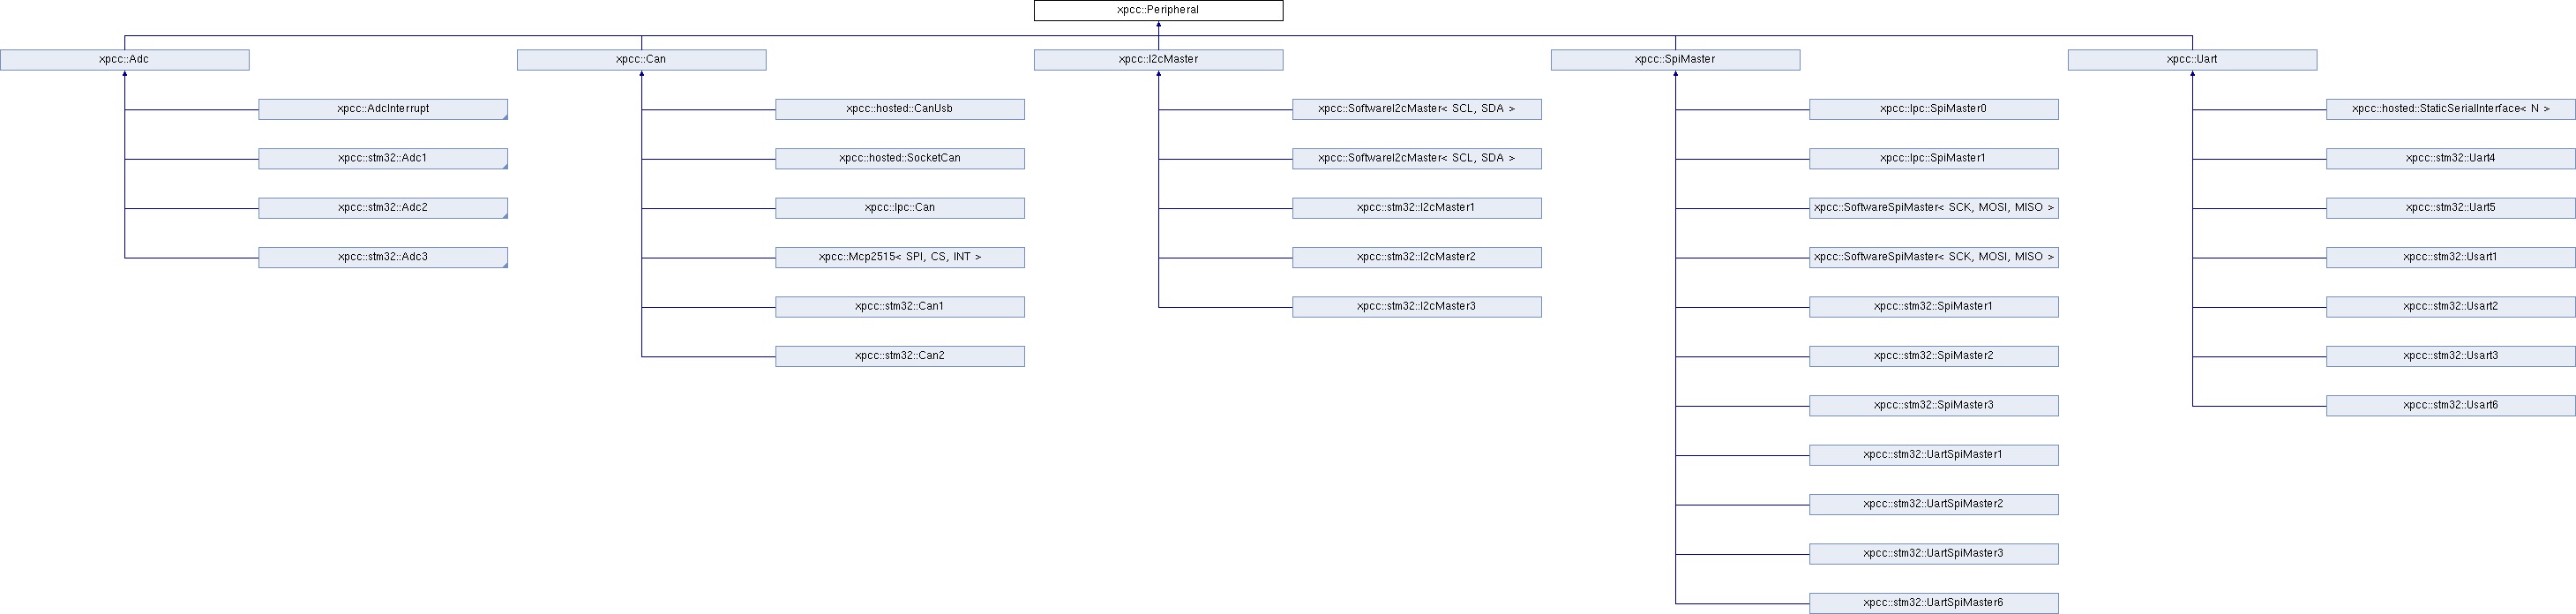 xpcc::Peripheral
xpcc::Adc
xpcc::Can
xpcc::I2cMaster
xpcc::SpiMaster
xpcc::Uart
xpcc::AdcInterrupt
xpcc::hosted::CanUsb
xpcc::SoftwareI2cMaster< SCL, SDA >
xpcc::lpc::SpiMaster0
xpcc::hosted::StaticSerialInterface< N >
xpcc::stm32::Adc1
xpcc::hosted::SocketCan
xpcc::SoftwareI2cMaster< SCL, SDA >
xpcc::lpc::SpiMaster1
xpcc::stm32::Uart4
xpcc::stm32::Adc2
xpcc::lpc::Can
xpcc::stm32::I2cMaster1
xpcc::SoftwareSpiMaster< SCK, MOSI, MISO >
xpcc::stm32::Uart5
xpcc::stm32::Adc3
xpcc::Mcp2515< SPI, CS, INT >
xpcc::stm32::I2cMaster2
xpcc::SoftwareSpiMaster< SCK, MOSI, MISO >
xpcc::stm32::Usart1
xpcc::stm32::Can1
xpcc::stm32::I2cMaster3
xpcc::stm32::SpiMaster1
xpcc::stm32::Usart2
xpcc::stm32::Can2
xpcc::stm32::SpiMaster2
xpcc::stm32::Usart3
xpcc::stm32::SpiMaster3
xpcc::stm32::Usart6
xpcc::stm32::UartSpiMaster1
xpcc::stm32::UartSpiMaster2
xpcc::stm32::UartSpiMaster3
xpcc::stm32::UartSpiMaster6